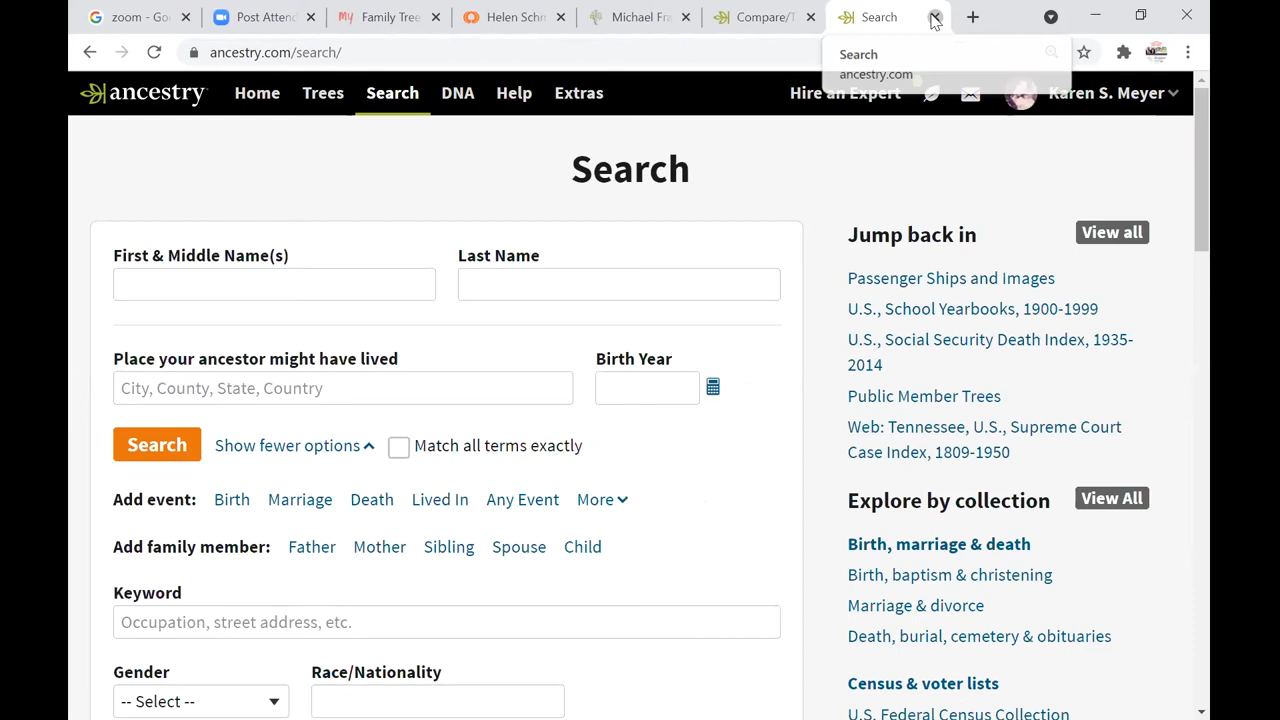 zoom - Go
Post Attend
Family Tree
Helen Schr
Michael Fra
Compare/T
Search
ancestry.com/search/
Search
ancestry.com
ancestry
Home
Trees
Search
DNA
Help
Extras
Hire an Expert
Karen S. Meyer
Search
First & Middle Name(s)
Last Name
Place your ancestor might have lived
Birth Year
City, County, State, Country
Search
Show fewer options
Match all terms exactly
Add event:
Birth
Marriage
Death
Lived In
Any Event
More
Add family member:
Father
Mother
Sibling
Spouse
Child
Keyword
Occupation, street address, etc.
Gender
Race/Nationality
-- Select --
Jump back in
View all
Passenger Ships and Images
U.S., School Yearbooks, 1900-1999
U.S., Social Security Death Index, 1935-
2014
Public Member Trees
Web: Tennessee, U.S., Supreme Court
Case Index, 1809-1950
Explore by collection
View All
Birth, marriage & death
Birth, baptism & christening
Marriage & divorce
Death, burial, cemetery & obituaries
Census & voter lists
U.S. Federal Census Collection